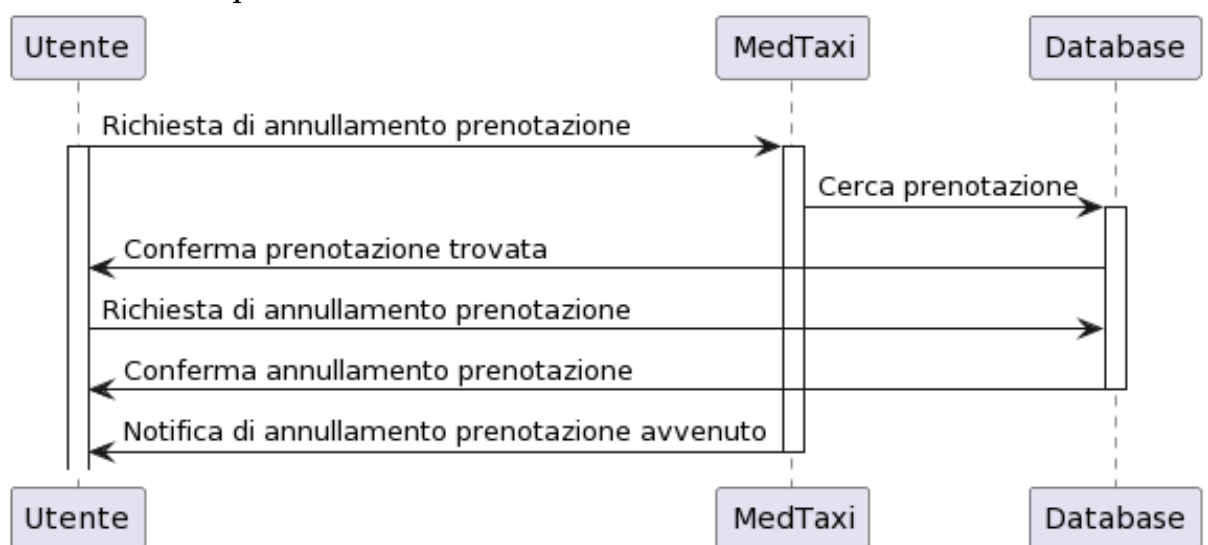 Utente
MedTaxi
Database
Richiesta di annullamento prenotazione
Cerca prenotazione
Conferma prenotazione trovata
Richiesta di annullamento prenotazione
Conferma annullamento prenotazione
Notifica di annullamento prenotazione avvenuto
Utente
MedTaxi
Database